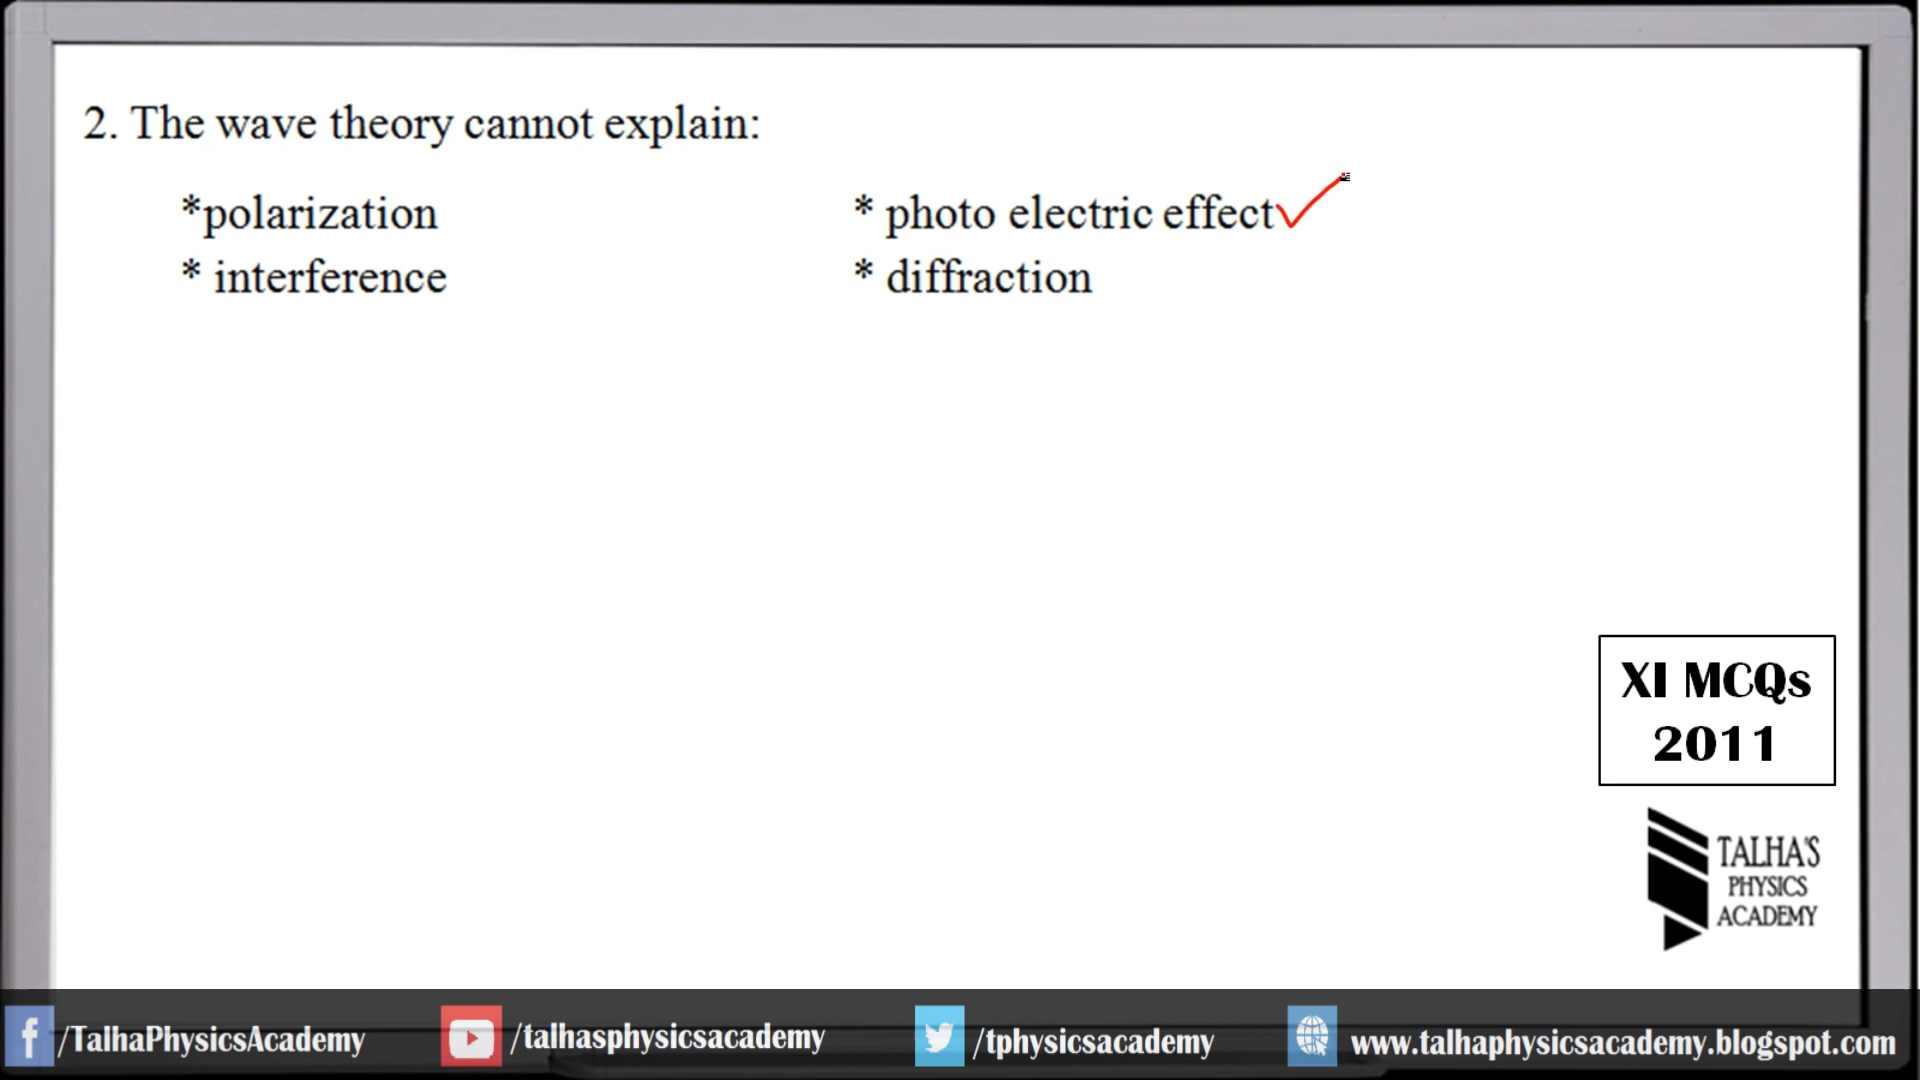 2. The wave theory cannot explain:
*polarization * photo electric effect
* interference * diffraction
XI MCQs
2011
TALHA'S
PHYSICS
ACADEMY
/TalhaPhysicsAcademy /talhasphysicsacademy /tphysicsacademy www.talhaphysicsacademy.blogspot.com